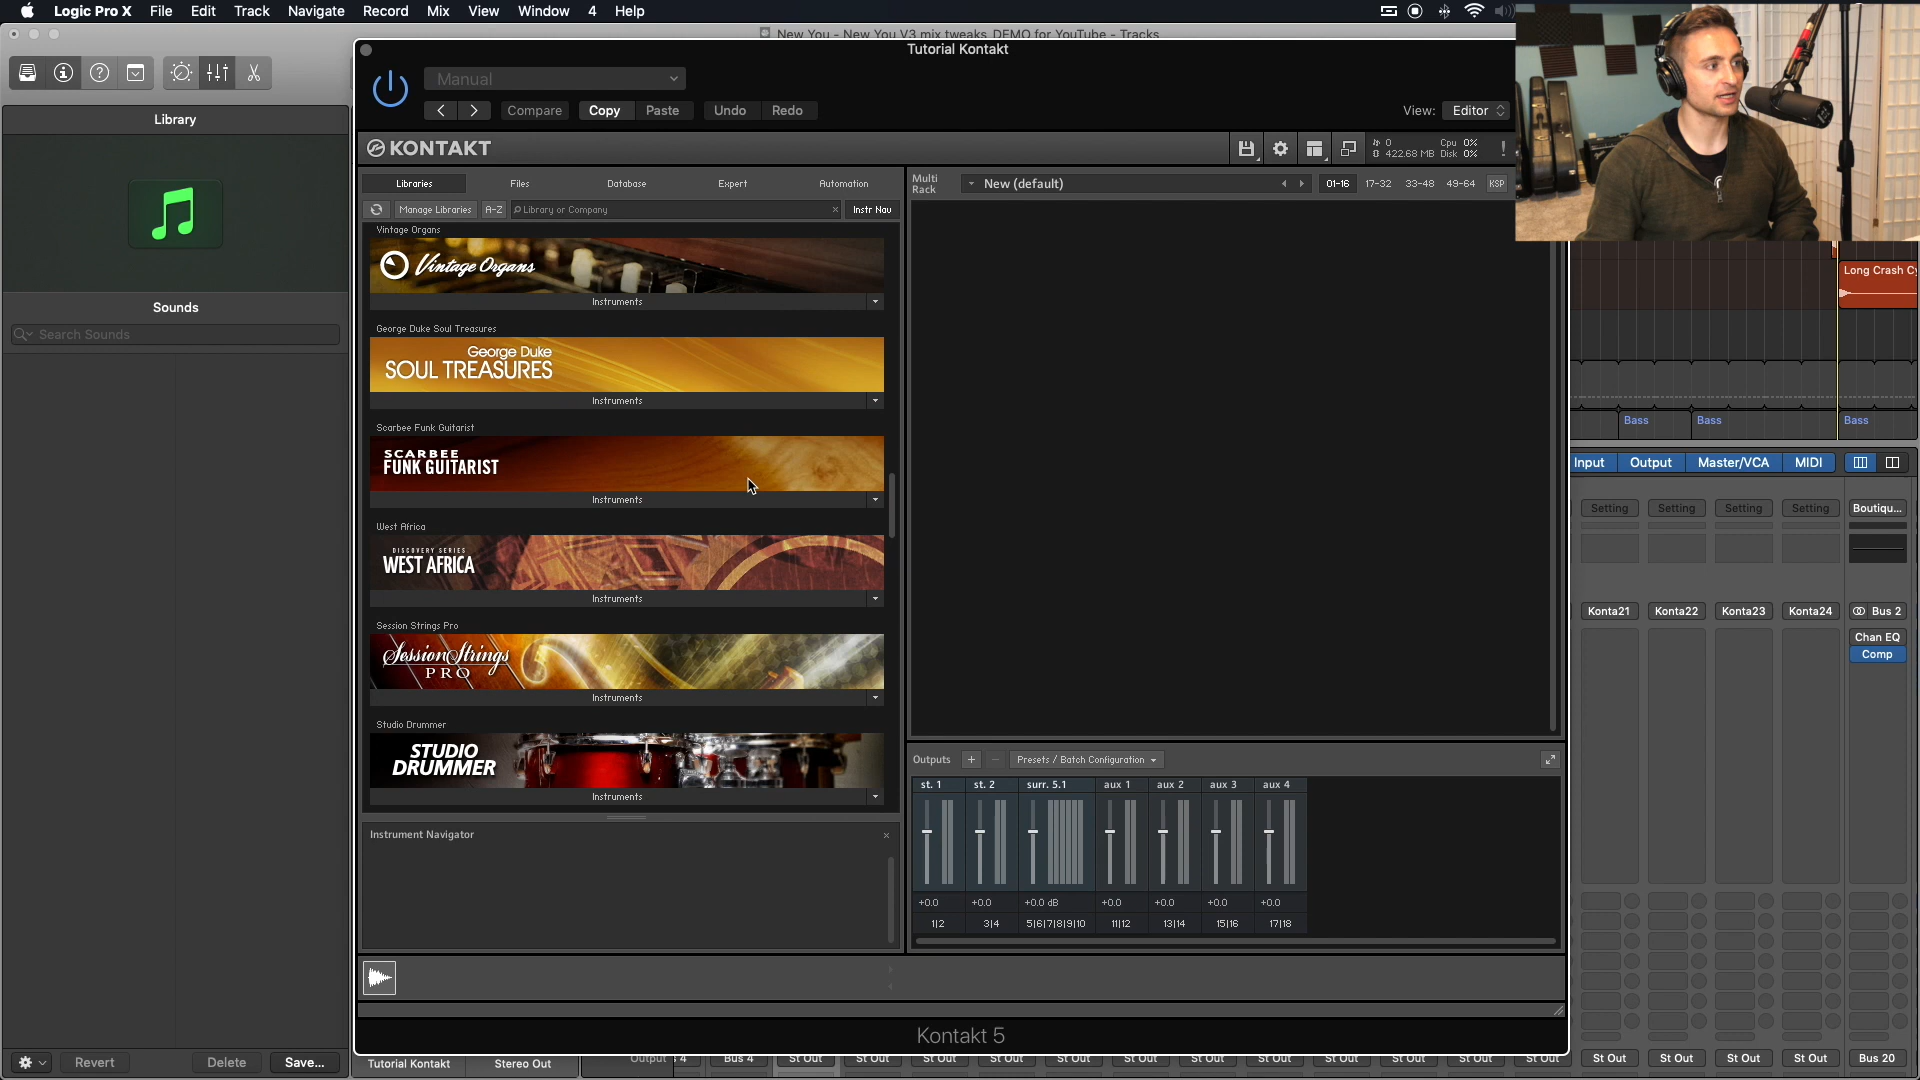 Logic Pro X File Edit Track Navigate Record Mix View Window 4 Help
New You - New You V3 mix tweaks DEMO for YouTube - Tracks
Tutorial Kontakt
Manual
Compare Copy Paste Undo Redo
View: Editor
Library
Sounds
Search Sounds
KONTAKT
0
422.68 MB
Cpu 0%
Disk 0%
!
Libraries Files Database Expert Automation
Manage Libraries A-Z Library or Company × Instr Nav
Multi Rack
New (default)
01-16 17-32 33-48 49-64 KSP
Vintage Organs
Vintage Organs
Instruments
George Duke Soul Treasures
George Duke
SOUL TREASURES
Instruments
Scarbee Funk Guitarist
SCARBEE
FUNK GUITARIST
Instruments
West Africa
DISCOVERY SERIES
WEST AFRICA
Instruments
Session Strings Pro
Session Strings
PRO
Instruments
Studio Drummer
STUDIO
DRUMMER
Instruments
Instrument Navigator ×
Outputs + - Presets / Batch Configuration
st. 1 st. 2 surr. 5.1 aux 1 aux 2 aux 3 aux 4
+0.0 +0.0 +0.0 dB +0.0 +0.0 +0.0 +0.0
1|2 3|4 5|6|7|8|9|10 11|12 13|14 15|16 17|18
Kontakt 5
Long Crash Cy
Bass Bass Bass
Input Output Master/VCA MIDI
Setting Setting Setting Setting Boutiqu...
Konta21 Konta22 Konta23 Konta24 Bus 2
Chan EQ
Comp
Revert Delete Save...
Tutorial Kontakt Stereo Out
Output 4 Bus 4 St Out St Out St Out St Out St Out St Out St Out St Out St Out St Out St Out St Out
St Out St Out St Out St Out Bus 20